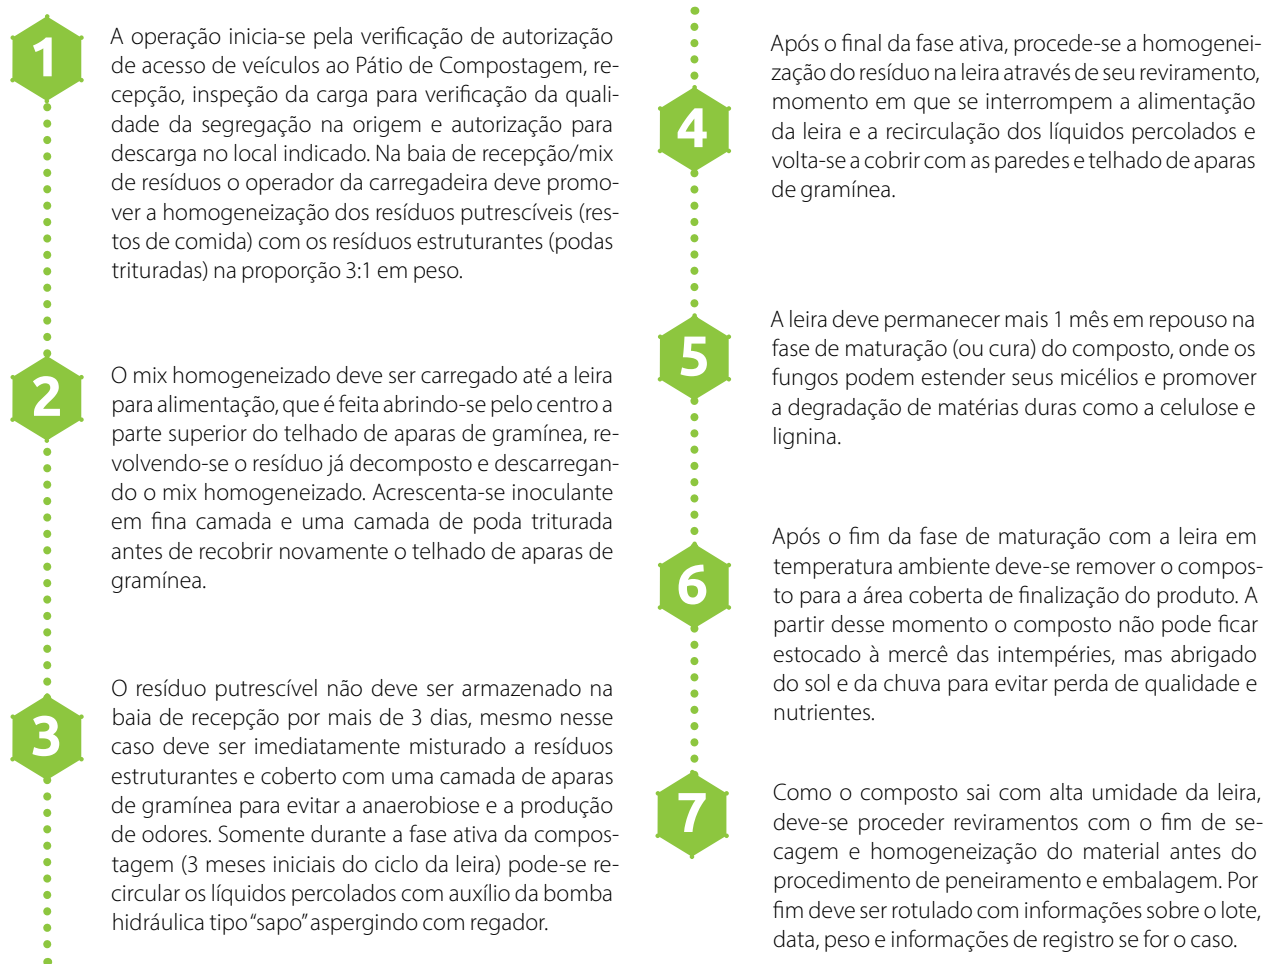 1
A operação inicia-se pela verificação de autorização
de acesso de veículos ao Pátio de Compostagem, re-
cepção, inspeção da carga para verificação da quali-
dade da segregação na origem e autorização para
descarga no local indicado. Na baia de recepção/mix
de resíduos o operador da carregadeira deve promo-
ver a homogeneização dos resíduos putrescíveis (res-
tos de comida) com os resíduos estruturantes (podas
trituradas) na proporção 3:1 em peso.
2
O mix homogeneizado deve ser carregado até a leira
para alimentação, que é feita abrindo-se pelo centro a
parte superior do telhado de aparas de gramínea, re-
volvendo-se o resíduo já decomposto e descarregan-
do o mix homogeneizado. Acrescenta-se inoculante
em fina camada e uma camada de poda triturada
antes de recobrir novamente o telhado de aparas de
gramínea.
3
O resíduo putrescível não deve ser armazenado na
baia de recepção por mais de 3 dias, mesmo nesse
caso deve ser imediatamente misturado a resíduos
estruturantes e coberto com uma camada de aparas
de gramínea para evitar a anaerobiose e a produção
de odores. Somente durante a fase ativa da compos-
tagem (3 meses iniciais do ciclo da leira) pode-se re-
circular os líquidos percolados com auxílio da bomba
hidráulica tipo “sapo” aspergindo com regador.
4
Após o final da fase ativa, procede-se a homogenei-
zação do resíduo na leira através de seu reviramento,
momento em que se interrompem a alimentação
da leira e a recirculação dos líquidos percolados e
volta-se a cobrir com as paredes e telhado de aparas
de gramínea.
5
A leira deve permanecer mais 1 mês em repouso na
fase de maturação (ou cura) do composto, onde os
fungos podem estender seus micélios e promover
a degradação de matérias duras como a celulose e
lignina.
6
Após o fim da fase de maturação com a leira em
temperatura ambiente deve-se remover o compos-
to para a área coberta de finalização do produto. A
partir desse momento o composto não pode ficar
estocado à mercê das intempéries, mas abrigado
do sol e da chuva para evitar perda de qualidade e
nutrientes.
7
Como o composto sai com alta umidade da leira,
deve-se proceder reviramentos com o fim de se-
cagem e homogeneização do material antes do
procedimento de peneiramento e embalagem. Por
fim deve ser rotulado com informações sobre o lote,
data, peso e informações de registro se for o caso.